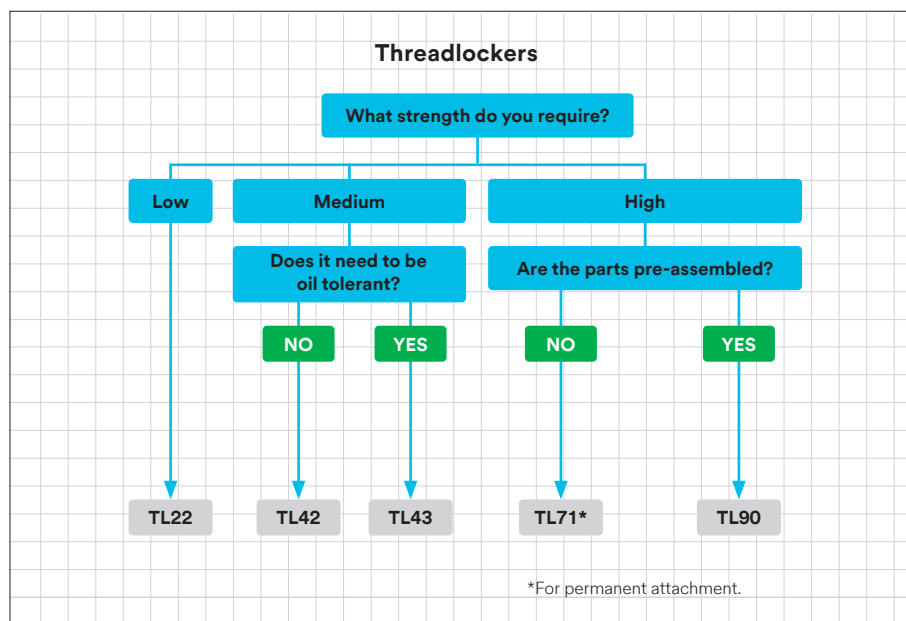 Threadlockers
What strength do you require?
Low
Medium
High
Does it need to be
oil tolerant?
Are the parts pre-assembled?
NO
YES
NO
YES
TL22
TL42
TL43
TL71*
TL90
*For permanent attachment.